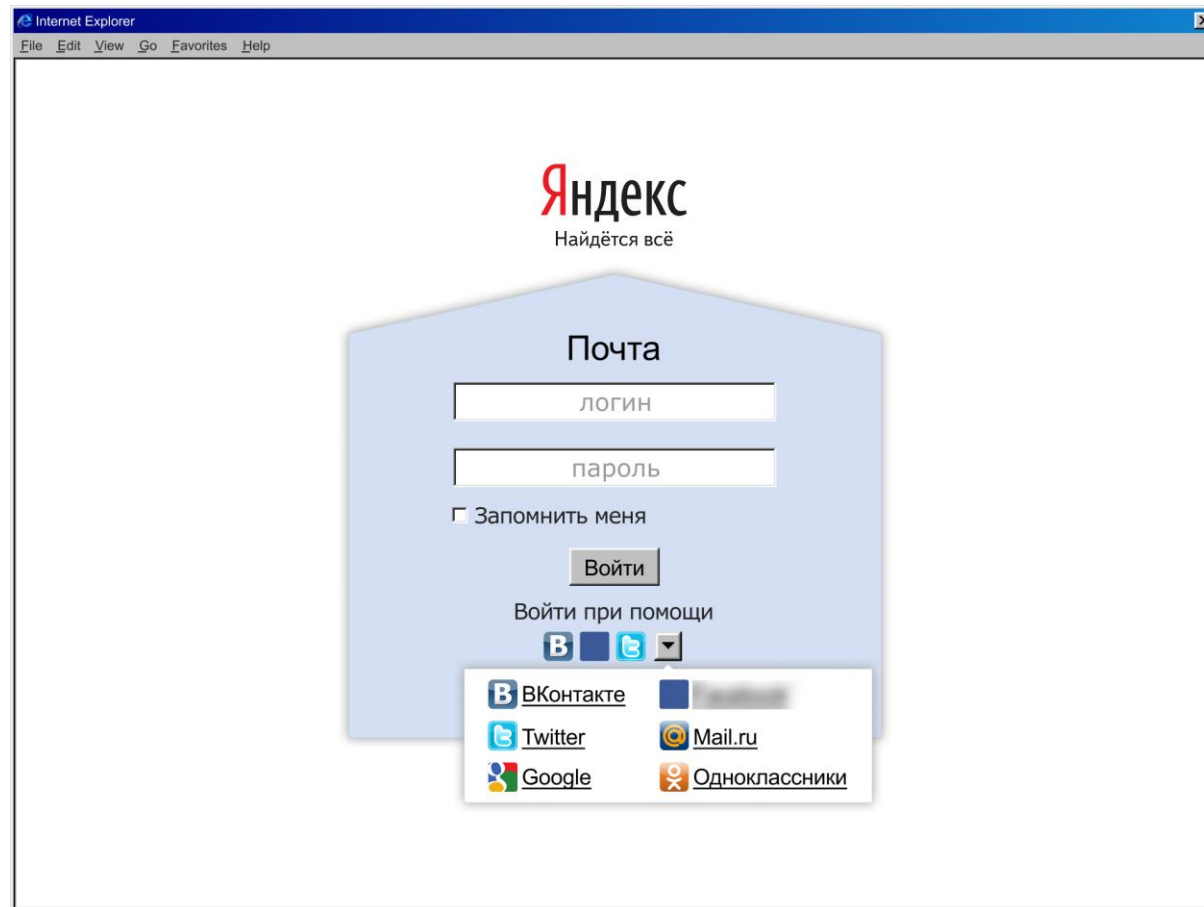 Internet Explorer
File Edit View Go Favorites Help
Яндекс
Найдётся всё
Почта
логин
пароль
Запомнить меня
Войти
Войти при помощи
ВКонтакте
Twitter Mail.ru
Google Одноклассники